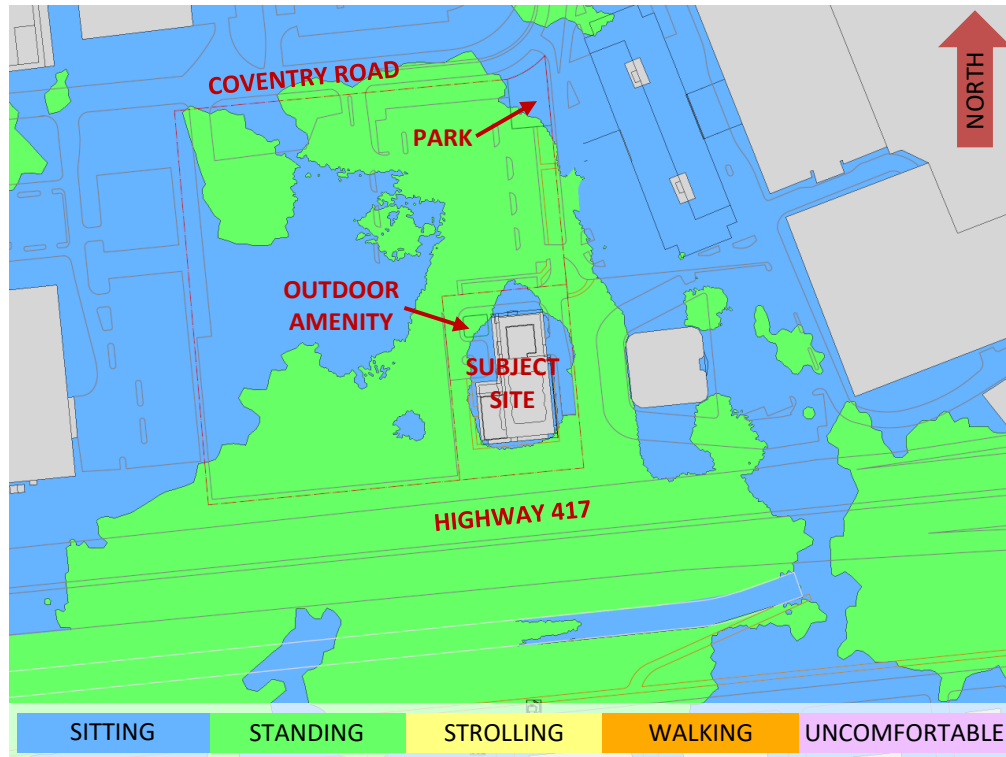 COVENTRY ROAD
NORTH
PARK
OUTDOOR
AMENITY
SUBJECT
SITE
HIGHWAY 417
SITTING
STANDING
STROLLING
WALKING
UNCOMFORTABLE